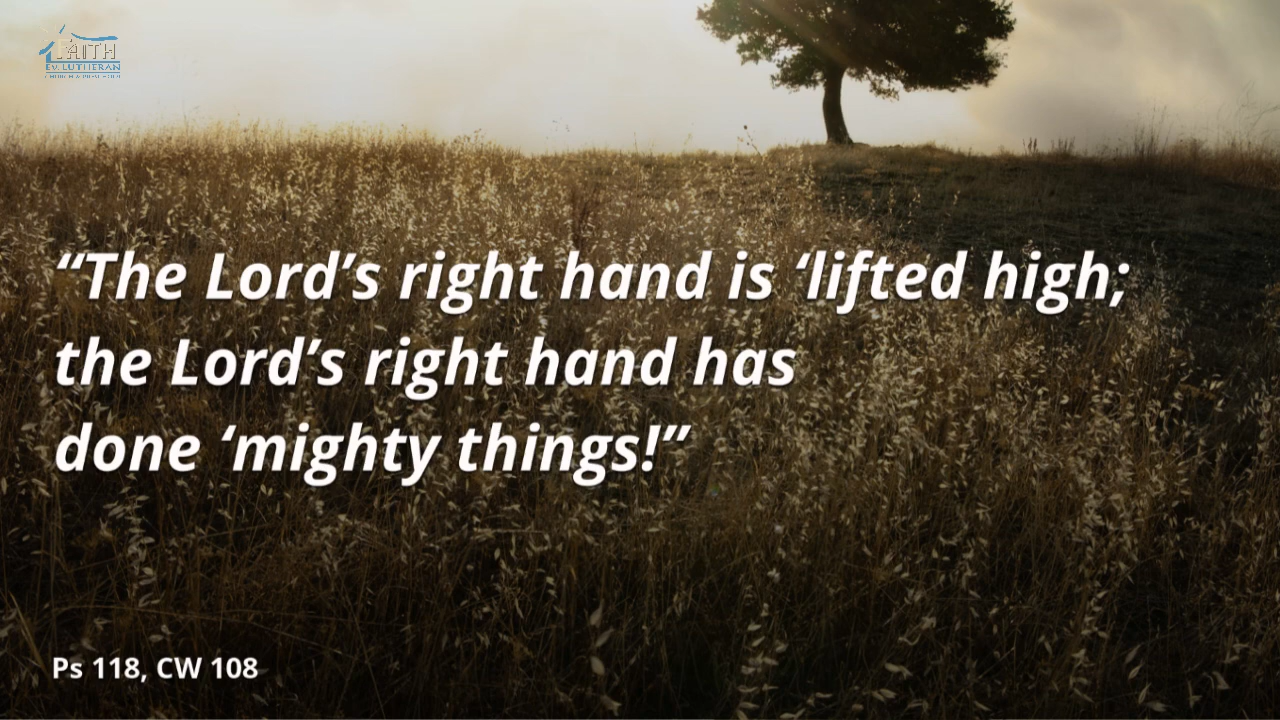 FAITH
EV. LUTHERAN
“The Lord’s right hand is ‘lifted high;
the Lord’s right hand has
done ‘mighty things!”
Ps 118, CW 108